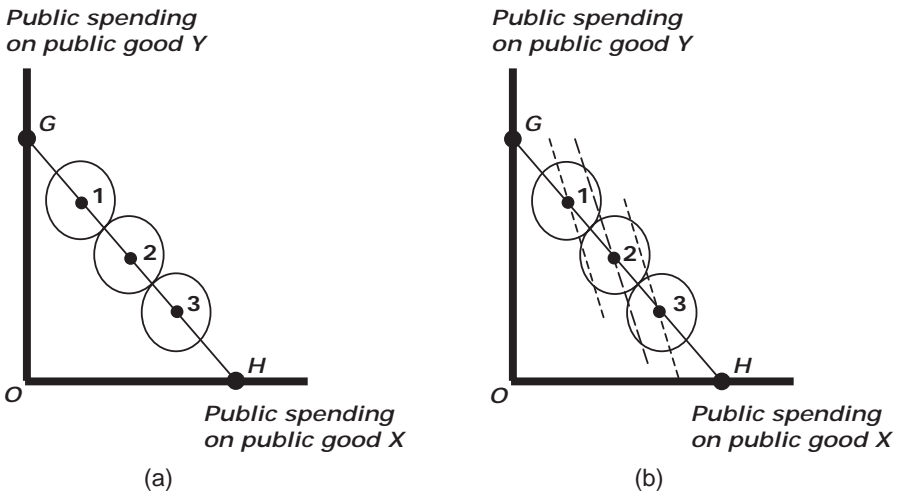 Public spending
on public good Y
G
1
2
3
H
O
Public spending
on public good X
(a)
Public spending
on public good Y
G
1
2
3
H
O
Public spending
on public good X
(b)